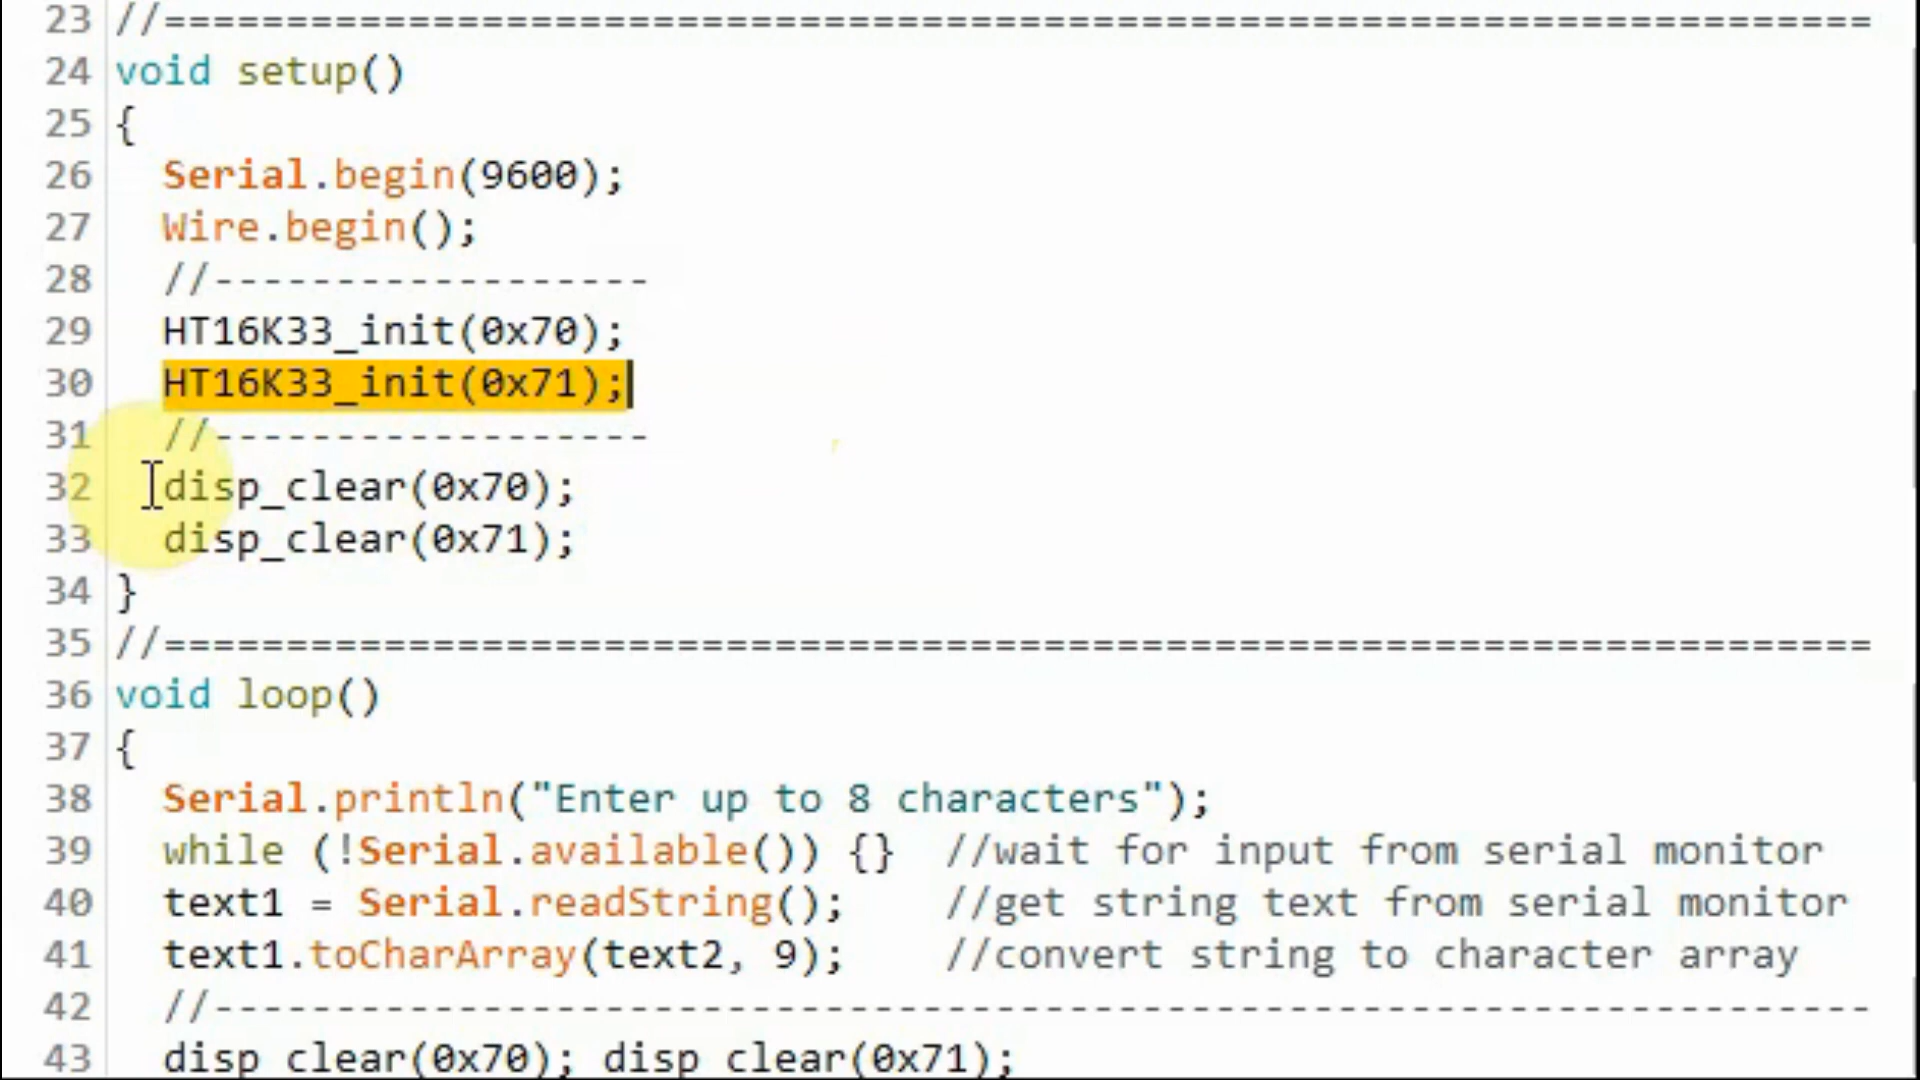 23 //======================================================================
24 void setup()
25 {
26 Serial.begin(9600);
27 Wire.begin();
28 //------------------
29 HT16K33_init(0x70);
30 HT16K33_init(0x71);
31 //------------------
32 disp_clear(0x70);
33 disp_clear(0x71);
34 }
35 //======================================================================
36 void loop()
37 {
38 Serial.println("Enter up to 8 characters");
39 while (!Serial.available()) {} //wait for input from serial monitor
40 text1 = Serial.readString(); //get string text from serial monitor
41 text1.toCharArray(text2, 9); //convert string to character array
42 //--------------------------------------------------------------------
43 disp_clear(0x70); disp_clear(0x71);